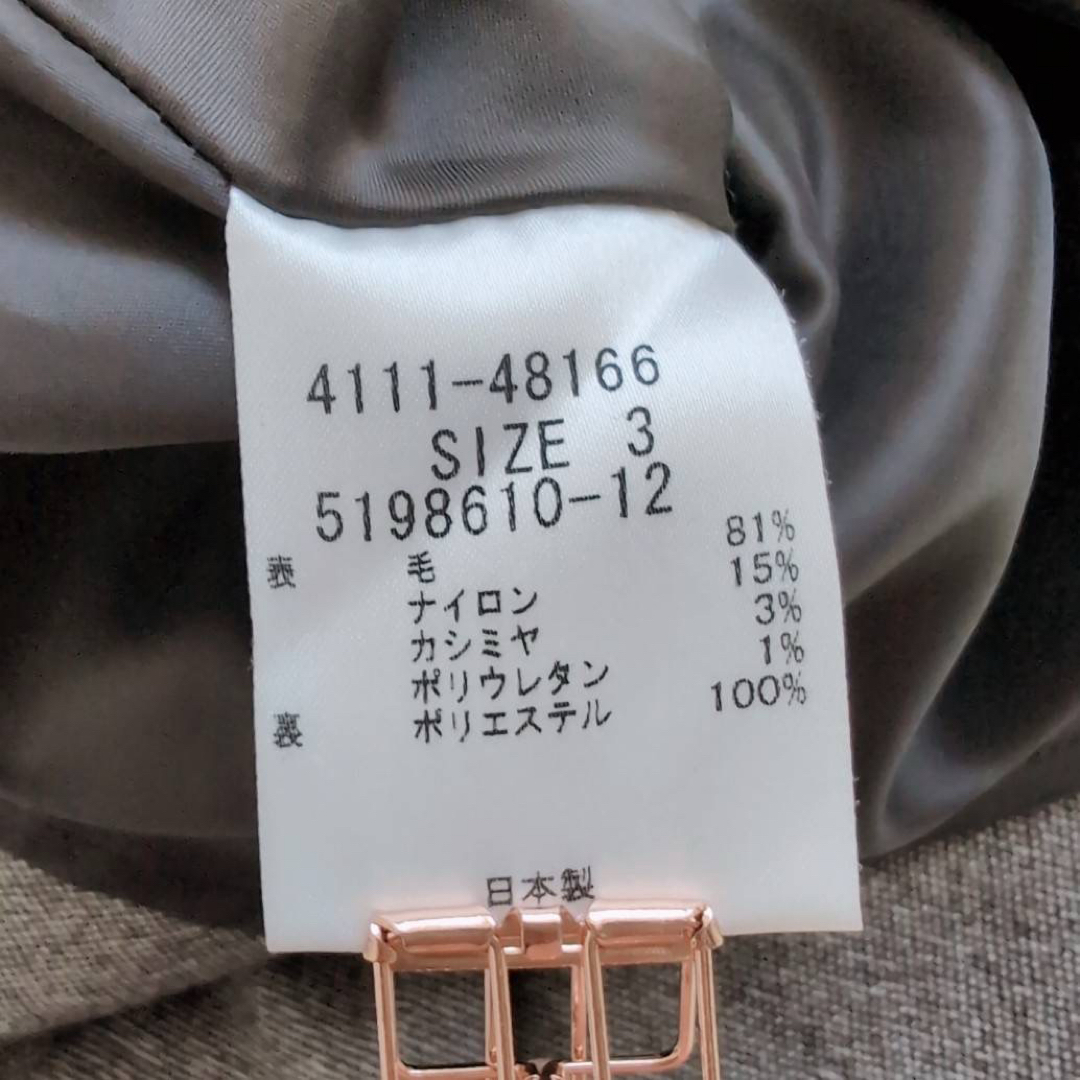 4111-48166
SIZE 3
5198610-12
表 毛 81%
ナイロン 15%
カシミヤ 3%
ポリウレタン 1%
裏 ポリエステル 100%
日本製